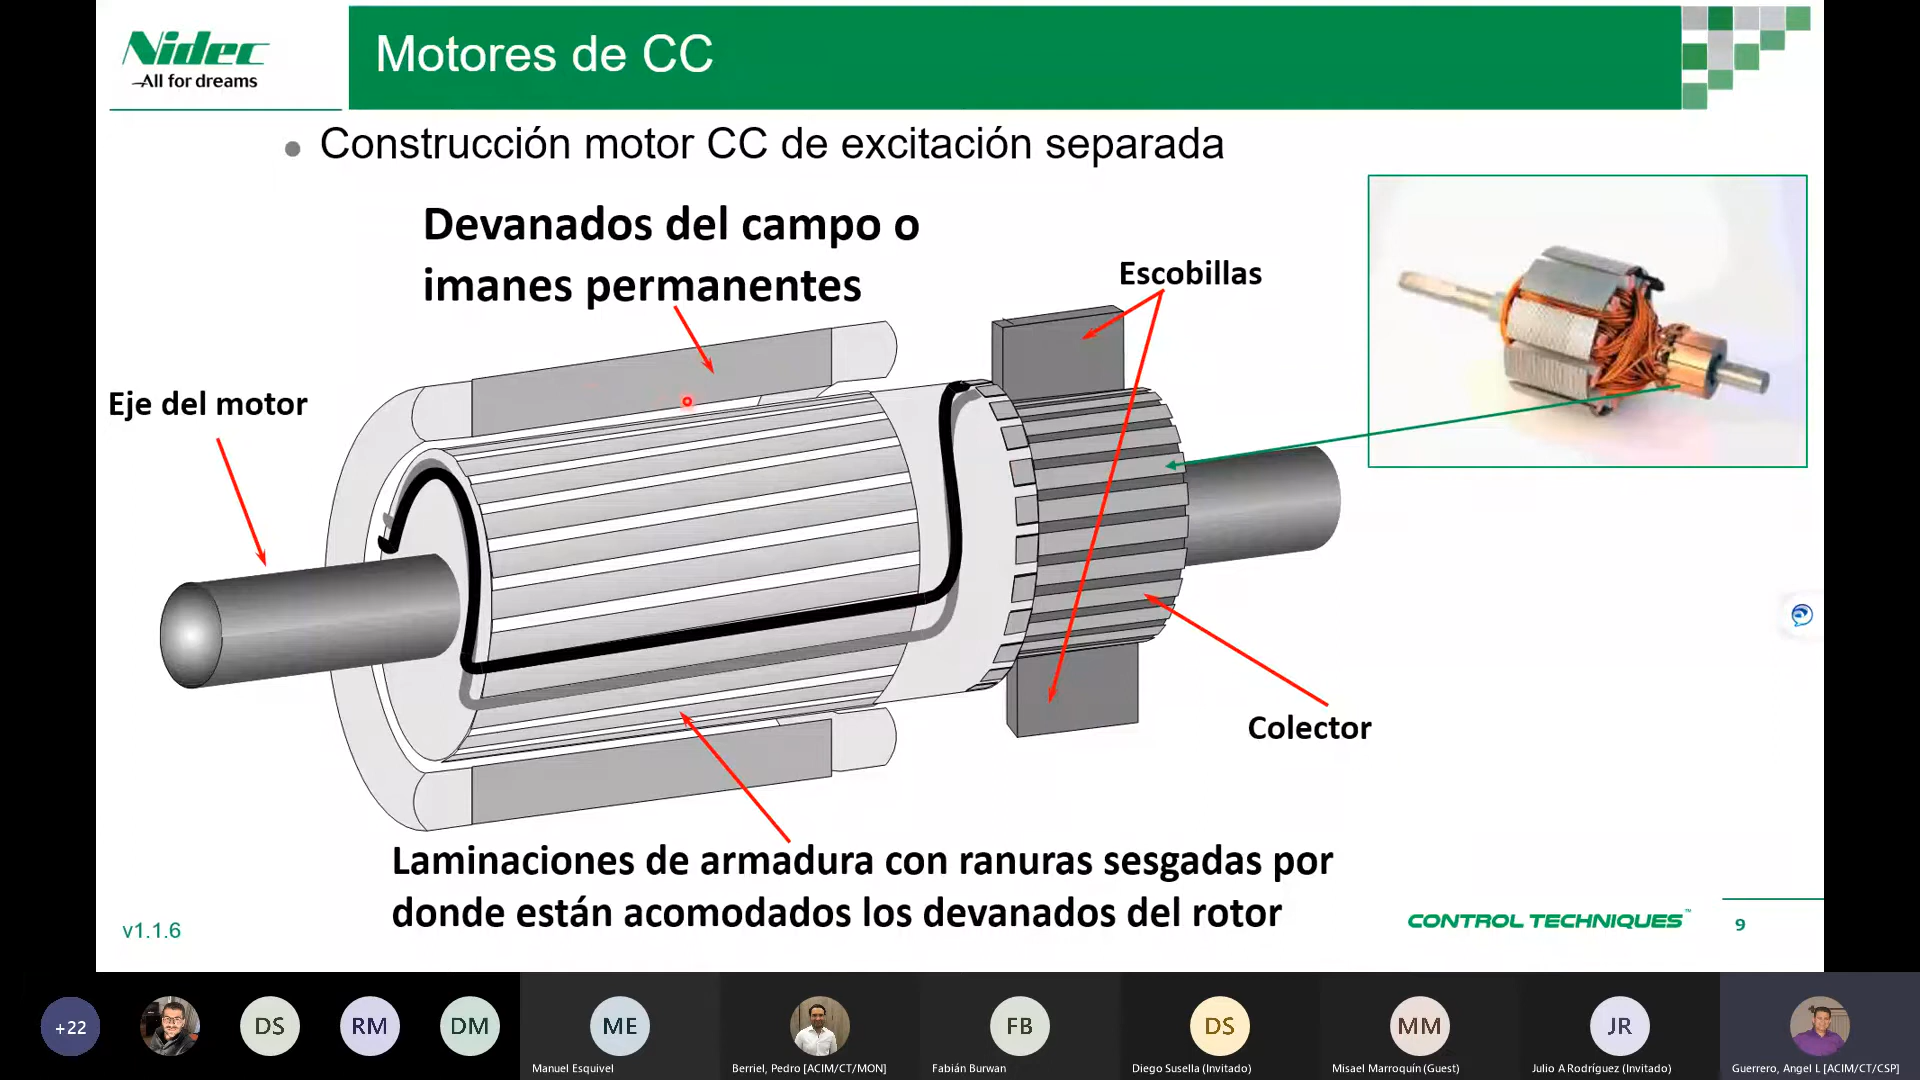 Nidec
All for dreams
Motores de CC
Construcción motor CC de excitación separada
Devanados del campo o
imanes permanentes
Escobillas
Eje del motor
Colector
Laminaciones de armadura con ranuras sesgadas por
donde están acomodados los devanados del rotor
v1.1.6
CONTROL TECHNIQUES™
9
+22
DS
RM
DM
ME
FB
DS
MM
JR
Manuel Esquivel
Berriel, Pedro [ACIM/CT/MON]
Fabián Burwan
Diego Susella (Invitado)
Misael Marroquín (Guest)
Julio A Rodríguez (Invitado)
Guerrero, Angel L [ACIM/CT/CSP]